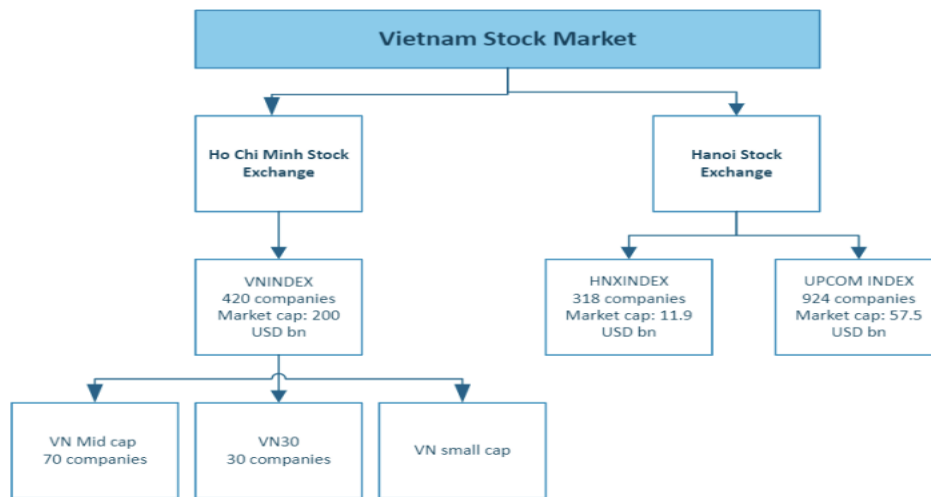 Vietnam Stock Market
Ho Chi Minh Stock
Exchange
Hanoi Stock
Exchange
VNINDEX
420 companies
Market cap: 200
USD bn
HNXINDEX
318 companies
Market cap: 11.9
USD bn
UPCOM INDEX
924 companies
Market cap: 57.5
USD bn
VN Mid cap
70 companies
VN30
30 companies
VN small cap